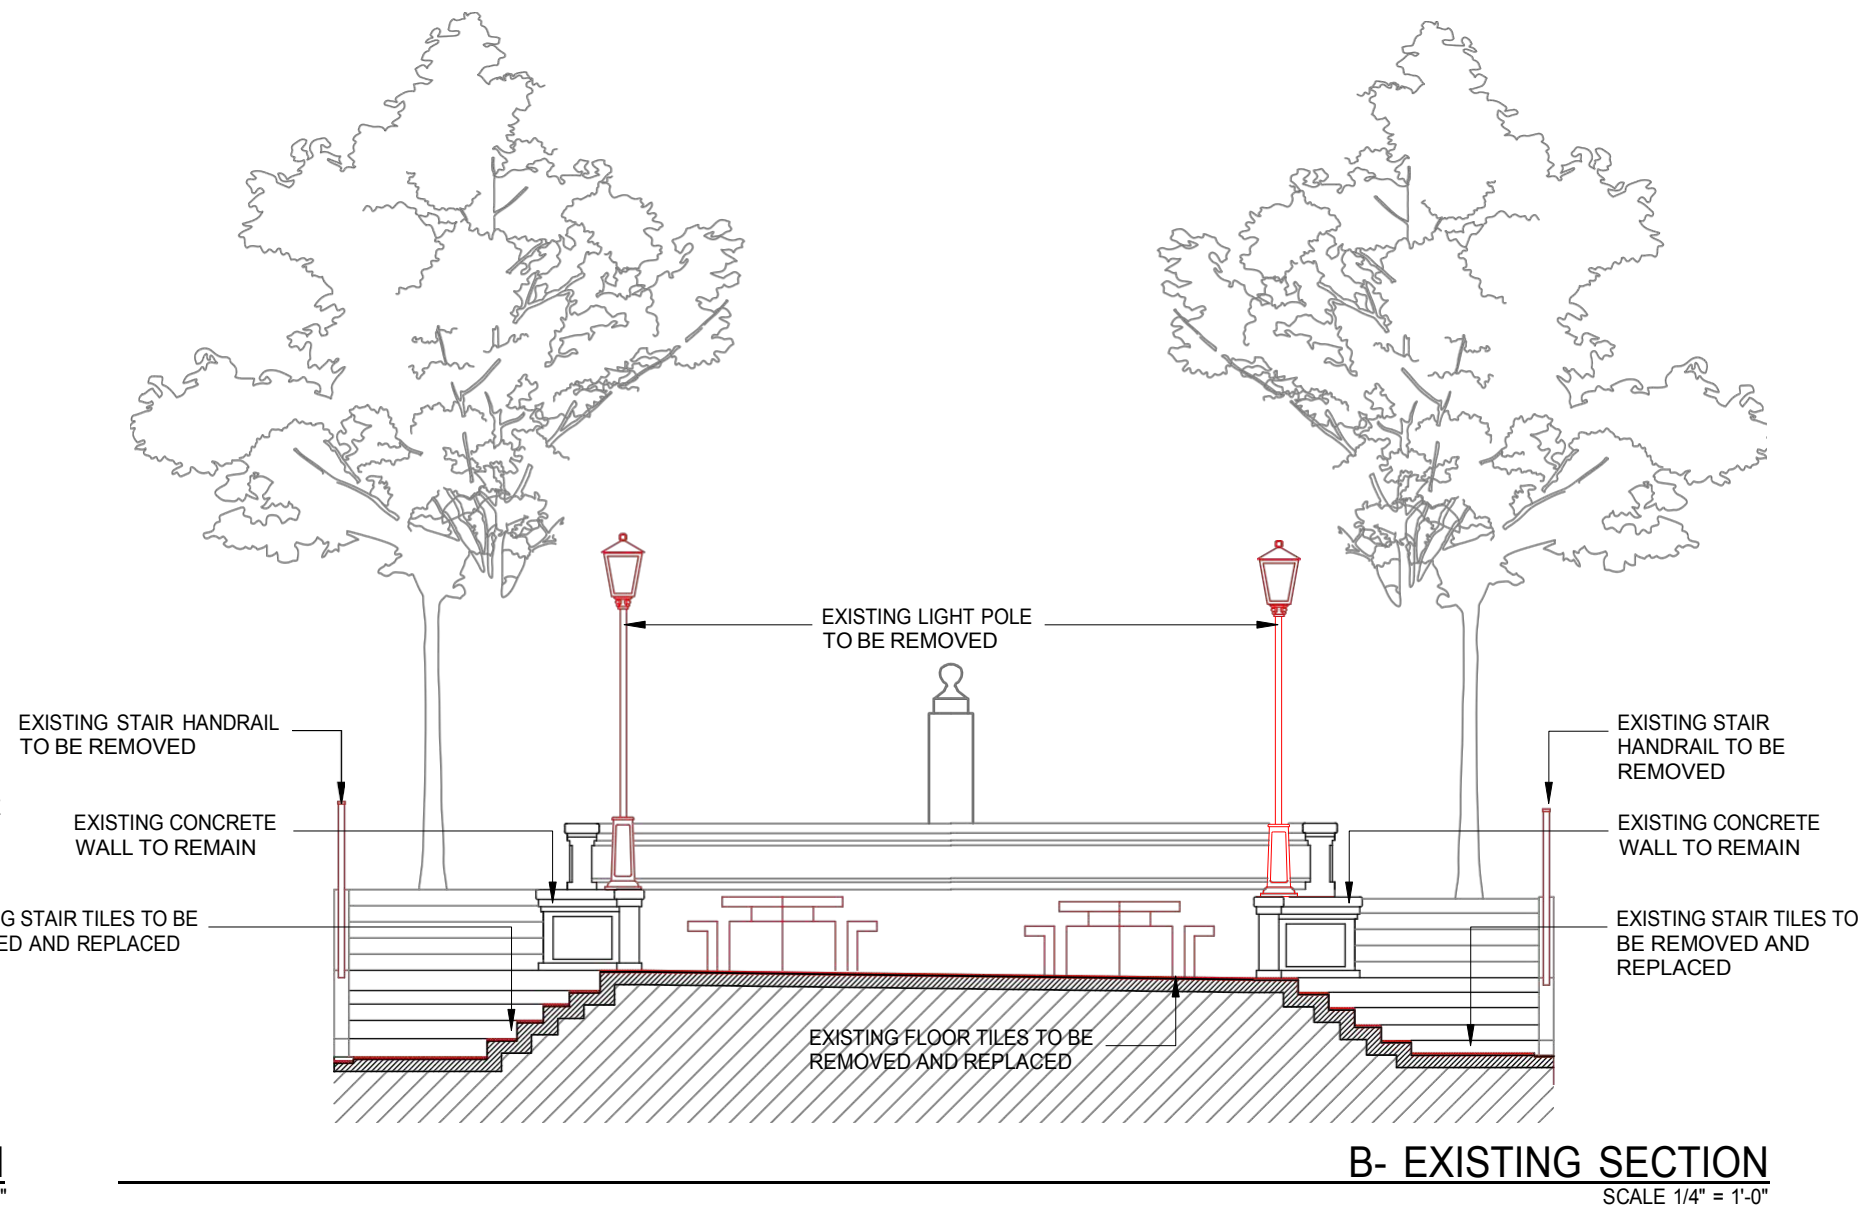 EXISTING LIGHT POLE
TO BE REMOVED
EXISTING STAIR HANDRAIL
TO BE REMOVED
EXISTING STAIR
HANDRAIL TO BE
REMOVED
EXISTING CONCRETE
WALL TO REMAIN
EXISTING CONCRETE
WALL TO REMAIN
STAIR TILES TO BE
AND REPLACED
EXISTING STAIR TILES TO
BE REMOVED AND
REPLACED
EXISTING FLOOR TILES TO BE
REMOVED AND REPLACED
B- EXISTING SECTION
SCALE 1/4" = 1'-0"